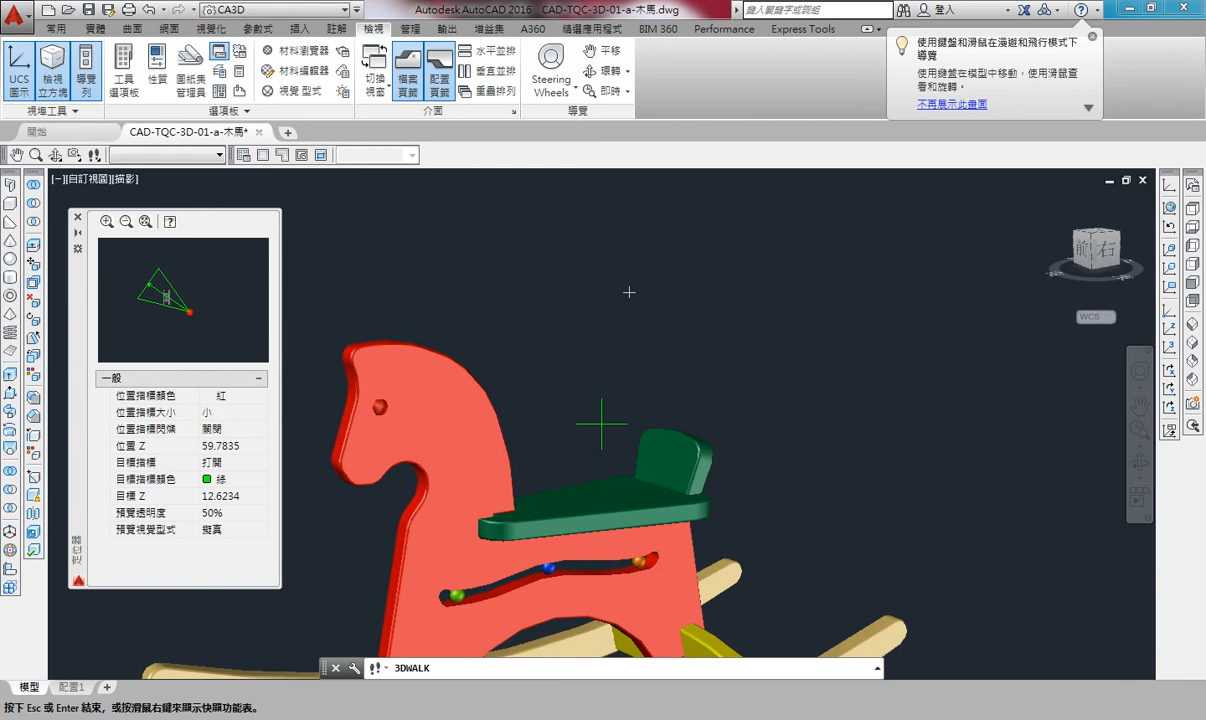 CA3D
Autodesk AutoCAD 2016 CAD-TQC-3D-01-a-木馬.dwg
鍵入關鍵字或片語
登入
常用 實體 曲面 網面 視覺化 參數式 插入 註解 檢視 管理 輸出 增益集 A360 精選應用程式 BIM 360 Performance Express Tools
UCS 圖示
檢視 立方塊
導覽 列
視埠工具
工具 選項板
性質
圖紙集 管理員
材料瀏覽器
材料編輯器
視覺 型式
選項板
切換 視窗
檔案 頁籤
配置 頁籤
水平並排
垂直並排
重疊排列
介面
Steering Wheels
平移
環轉
即時
導覽
使用鍵盤和滑鼠在漫遊和飛行模式下
導覽
使用鍵盤在模型中移動，使用滑鼠查
看和旋轉。
不再展示此畫面
開始
CAD-TQC-3D-01-a-木馬*
[−][自訂視圖][描影]
前 右
WCS
一般
位置指標顏色 紅
位置指標大小 小
位置指標閃爍 關閉
位置 Z 59.7835
目標指標 打開
目標指標顏色 綠
目標 Z 12.6234
預覽透明度 50%
預覽視覺型式 擬真
定位器
3DWALK
模型
配置1
按下 Esc 或 Enter 結束，或按滑鼠右鍵來顯示快顯功能表。